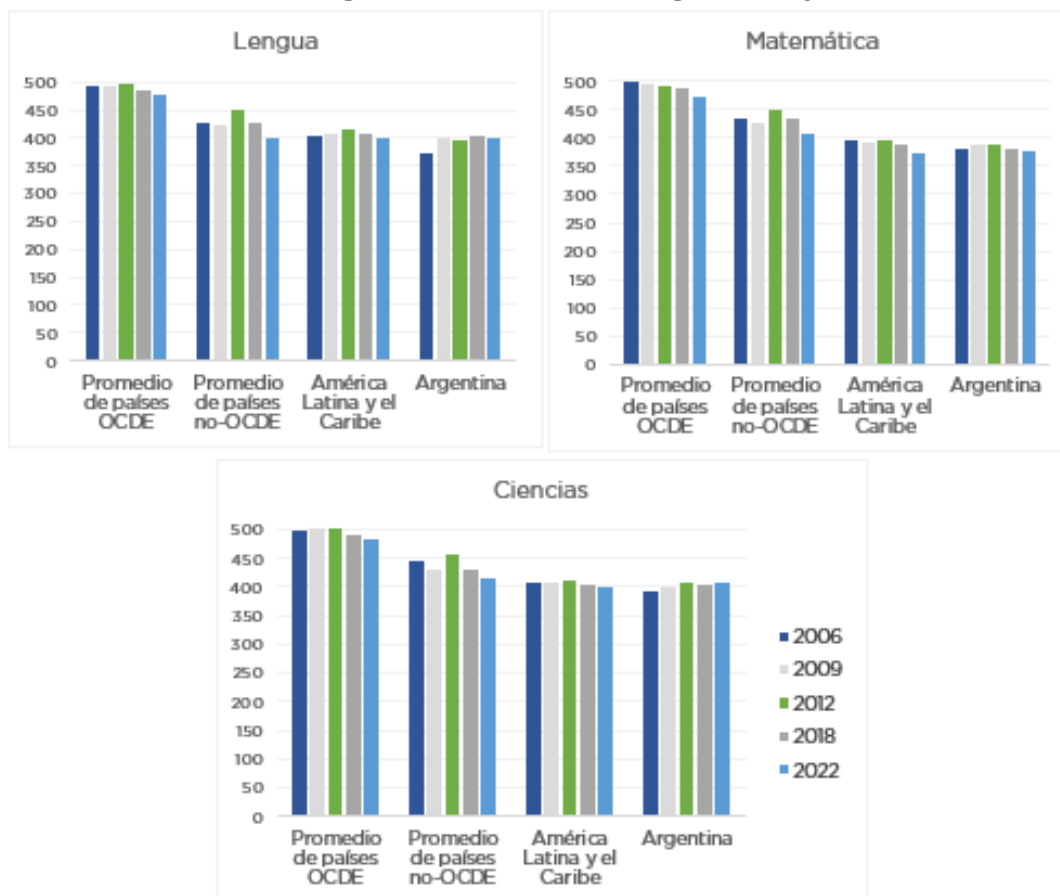 Lengua
500
450
400
350
300
250
200
150
100
50
0
Promedio de países OCDE
Promedio de países no-OCDE
América Latina y el Caribe
Argentina
Matemática
500
450
400
350
300
250
200
150
100
50
0
Promedio de países OCDE
Promedio de países no-OCDE
América Latina y el Caribe
Argentina
Ciencias
500
450
400
350
300
250
200
150
100
50
0
Promedio de países OCDE
Promedio de países no-OCDE
América Latina y el Caribe
Argentina
2006
2009
2012
2018
2022